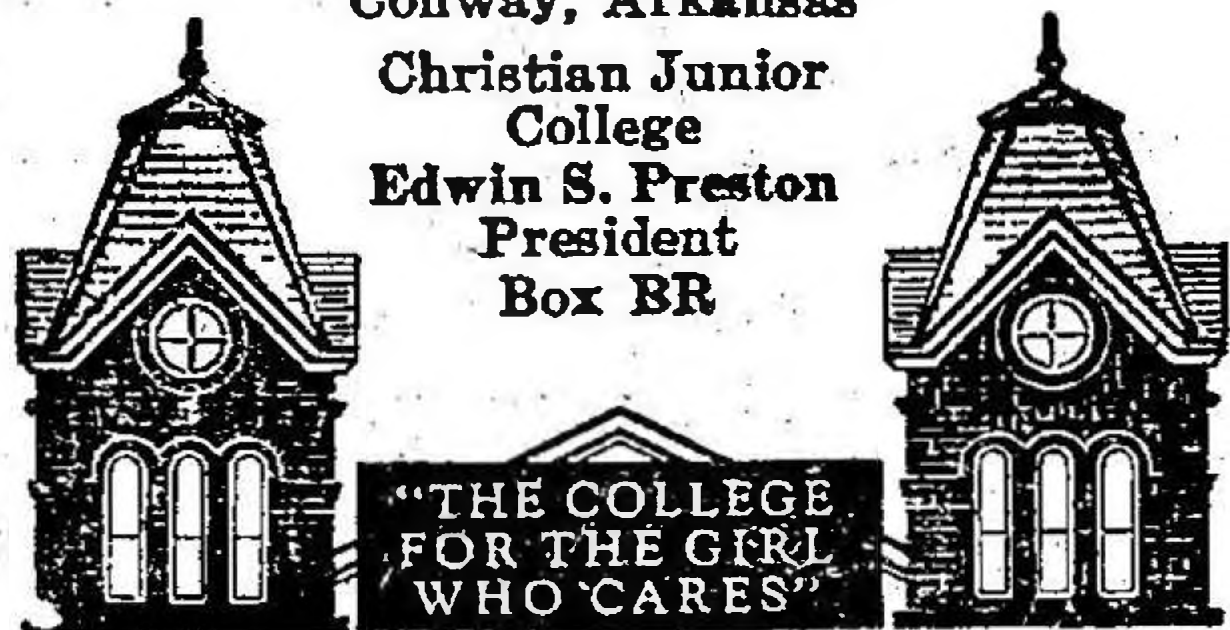 Conway, Arkansas
Christian Junior
College
Edwin S. Preston
President
Box BR
"THE COLLEGE
FOR THE GIRL
WHO CARES"